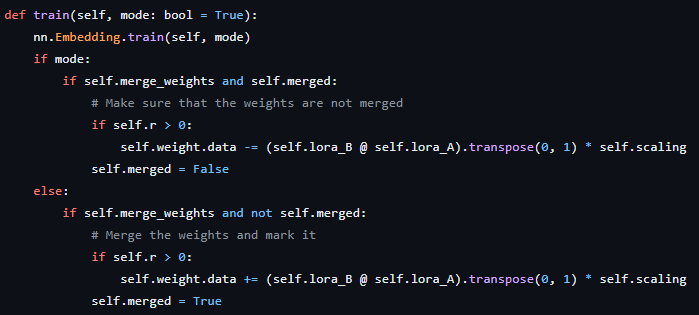 def train(self, mode: bool = True):
    nn.Embedding.train(self, mode)
    if mode:
        if self.merge_weights and self.merged:
            # Make sure that the weights are not merged
            if self.r > 0:
                self.weight.data -= (self.lora_B @ self.lora_A).transpose(0, 1) * self.scaling
            self.merged = False
    else:
        if self.merge_weights and not self.merged:
            # Merge the weights and mark it
            if self.r > 0:
                self.weight.data += (self.lora_B @ self.lora_A).transpose(0, 1) * self.scaling
            self.merged = True